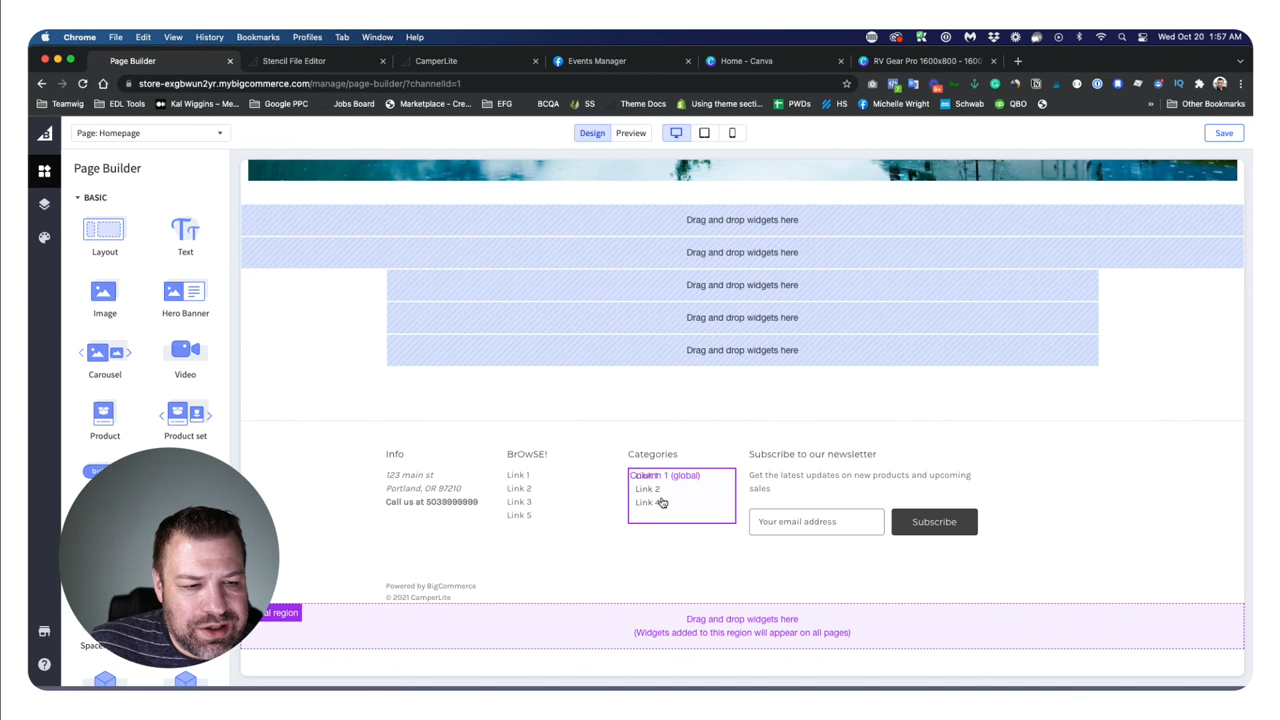 Chrome File Edit View History Bookmarks Profiles Tab Window Help
Wed Oct 20 1:57 AM
Page Builder
Stencil File Editor
CamperLite
Events Manager
Home - Canva
RV Gear Pro 1600x800 - 1600
store-exgbwun2yr.mybigcommerce.com/manage/page-builder/?channelId=1
Teamwig
EDL Tools
Kal Wiggins – Me...
Google PPC
Jobs Board
Marketplace – Cre...
EFG
BCQA
SS
Theme Docs
Using theme secti...
PWDs
HS
Michelle Wright
Schwab
QBO
»
Other Bookmarks
Page: Homepage
Design
Preview
Save
Page Builder
BASIC
Layout
Text
Image
Hero Banner
Carousel
Video
Product
Product set
Drag and drop widgets here
Drag and drop widgets here
Drag and drop widgets here
Drag and drop widgets here
Drag and drop widgets here
Info
123 main st
Portland, OR 97210
Call us at 5039999999
BrOwSE!
Link 1
Link 2
Link 3
Link 5
Categories
Column 1 (global)
Link 2
Link 4
Subscribe to our newsletter
Get the latest updates on new products and upcoming
sales
Your email address
Subscribe
Powered by BigCommerce
© 2021 CamperLite
region
Drag and drop widgets here
(Widgets added to this region will appear on all pages)